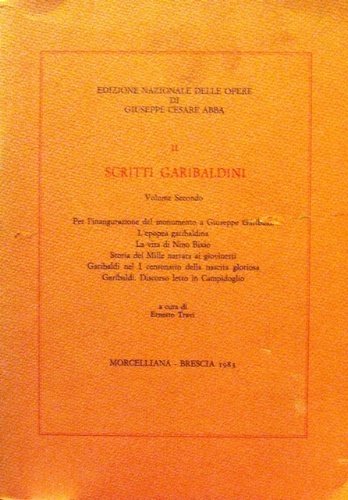 EDIZIONE NAZIONALE DELLE OPERE
DI
GIUSEPPE CESARE ABBA
II
SCRITTI GARIBALDINI
Volume Secondo
Per l'inaugurazione del monumento a Giuseppe Garibaldi
L'epopea garibaldina
La vita di Nino Bixio
Storia dei Mille narrata ai giovinetti
Garibaldi nel I centenario della nascita gloriosa
Garibaldi. Discorso letto in Campidoglio
a cura di
Ernesto Travi
MORCELLIANA - BRESCIA 1983